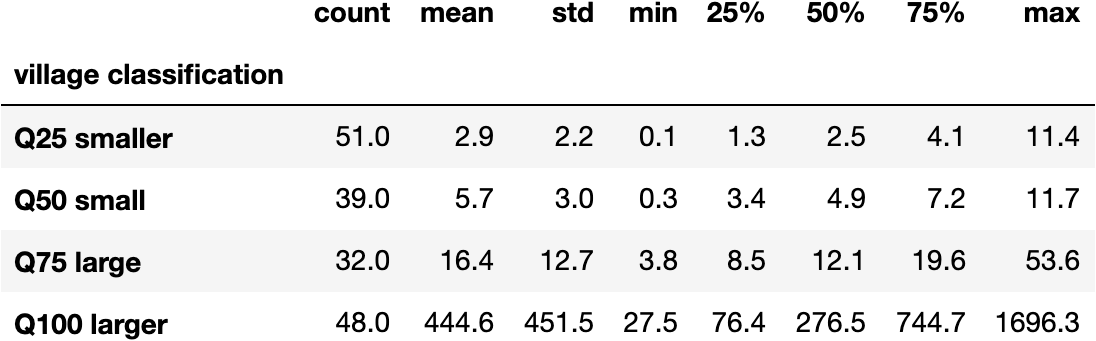 count mean std min 25% 50% 75% max
village classification
Q25 smaller 51.0 2.9 2.2 0.1 1.3 2.5 4.1 11.4
Q50 small 39.0 5.7 3.0 0.3 3.4 4.9 7.2 11.7
Q75 large 32.0 16.4 12.7 3.8 8.5 12.1 19.6 53.6
Q100 larger 48.0 444.6 451.5 27.5 76.4 276.5 744.7 1696.3